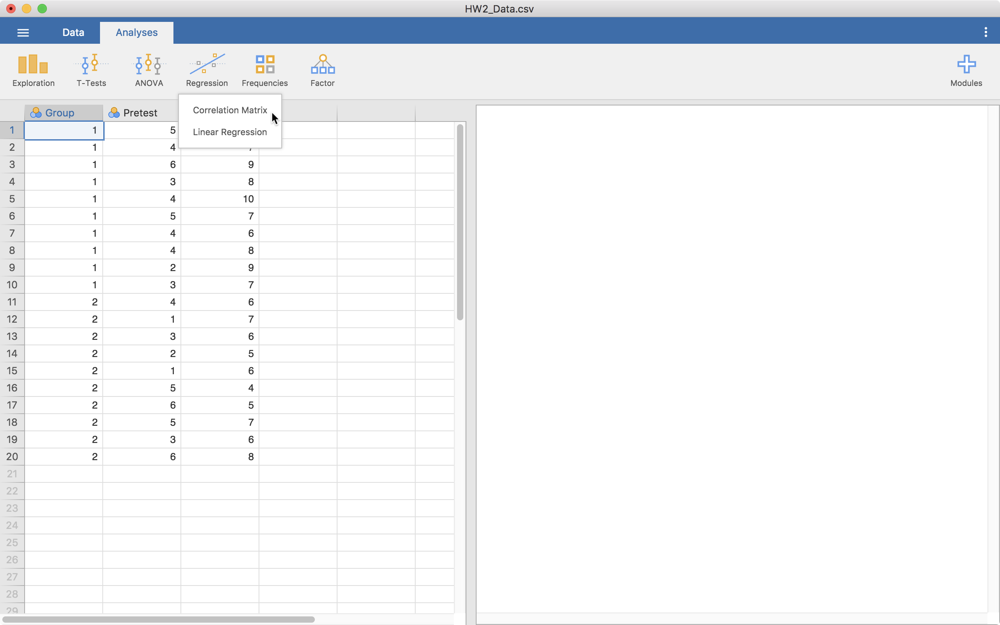 HW2_Data.csv
Data Analyses
Exploration T-Tests ANOVA Regression Frequencies Factor Modules
Correlation Matrix
Linear Regression
Group Pretest
1 1 5
2 1 4
3 1 6 9
4 1 3 8
5 1 4 10
6 1 5 7
7 1 4 6
8 1 4 8
9 1 2 9
10 1 3 7
11 2 4 6
12 2 1 7
13 2 3 6
14 2 2 5
15 2 1 6
16 2 5 4
17 2 6 5
18 2 5 7
19 2 3 6
20 2 6 8
21
22
23
24
25
26
27
28
29